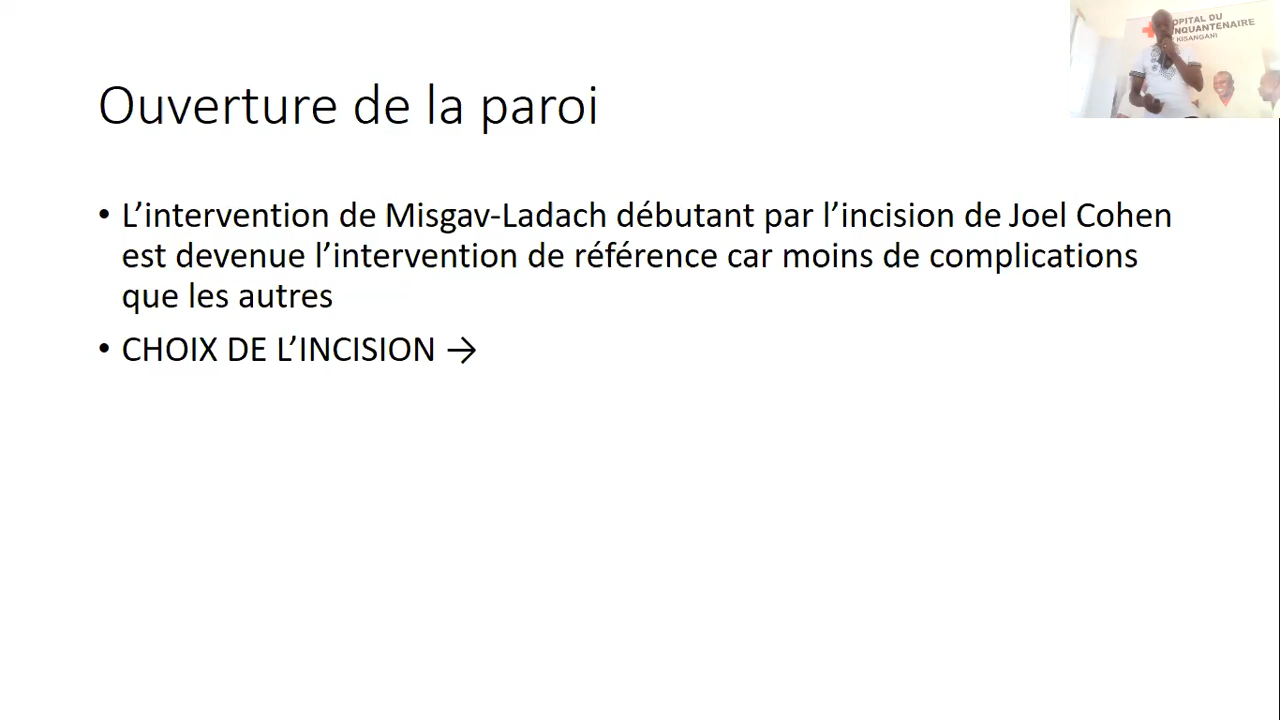 OPITAL DU
NQUANTENAIRE
KISANGANI
Ouverture de la paroi
• L’intervention de Misgav-Ladach débutant par l’incision de Joel Cohen
est devenue l’intervention de référence car moins de complications
que les autres
• CHOIX DE L’INCISION →